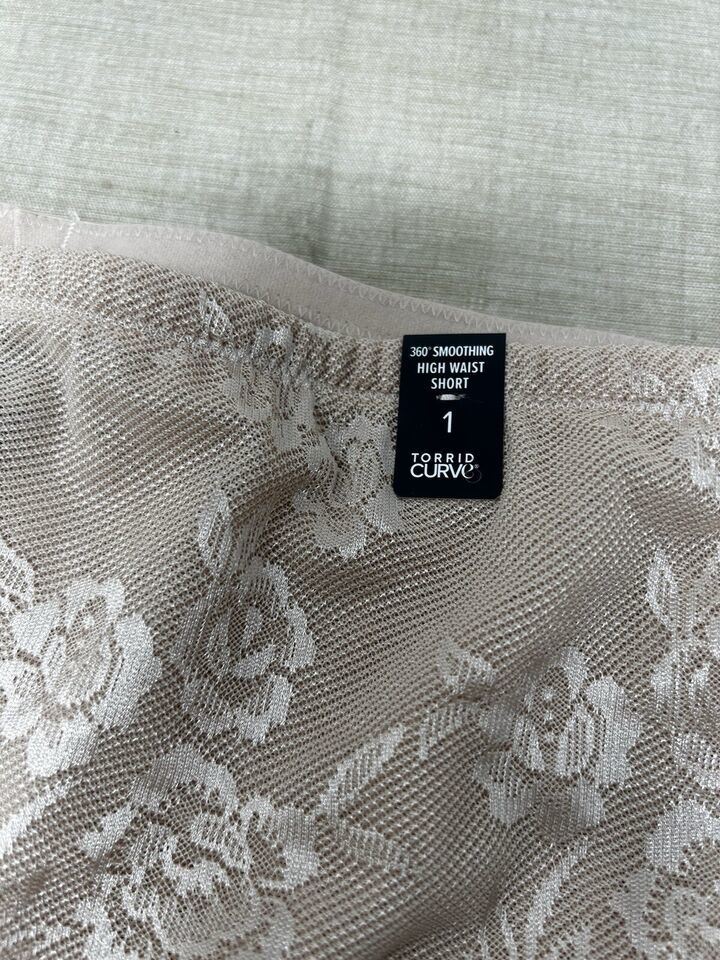 360° SMOOTHING
HIGH WAIST
SHORT
1
TORRID
CURVE®